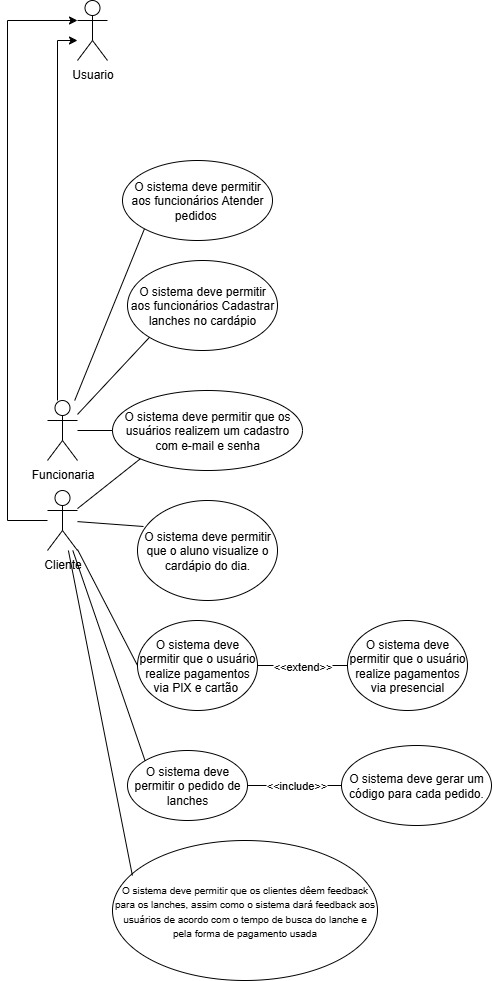 Usuario
O sistema deve permitir
aos funcionários Atender
pedidos
O sistema deve permitir
aos funcionários Cadastrar
lanches no cardápio
O sistema deve permitir que os
usuários realizem um cadastro
com e-mail e senha
Funcionaria
O sistema deve permitir
que o aluno visualize o
cardápio do dia.
Cliente
O sistema deve
permitir que o usuário
realize pagamentos
via PIX e cartão
<<extend>>
O sistema deve
permitir que o usuário
realize pagamentos
via presencial
O sistema deve
permitir o pedido de
lanches
<<include>>
O sistema deve gerar um
código para cada pedido.
O sistema deve permitir que os clientes dêem feedback
para os lanches, assim como o sistema dará feedback aos
usuários de acordo com o tempo de busca do lanche e
pela forma de pagamento usada